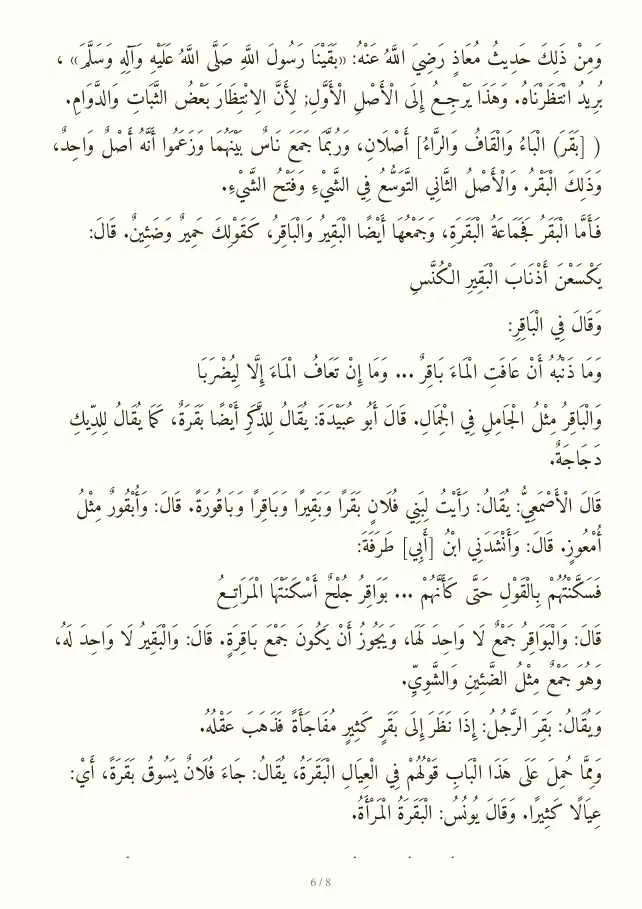 وَمِنْ ذَلِكَ حَدِيثُ مُعَاذٍ رَضِيَ اللَّهُ عَنْهُ: «بَقَيْنَا رَسُولَ اللَّهِ صَلَّى اللَّهُ عَلَيْهِ وَآلِهِ وَسَلَّمَ» ،
يُرِيدُ انْتَظَرْنَاهُ. وَهَذَا يَرْجِعُ إِلَى الْأَصْلِ الْأَوَّلِ; لِأَنَّ الِانْتِظَارَ بَعْضُ الثَّبَاتِ وَالدَّوَامِ.
( [بَقَرَ) الْبَاءُ وَالْقَافُ وَالرَّاءُ] أَصْلَانِ، وَرُبَّمَا جَمَعَ نَاسٌ بَيْنَهُمَا وَزَعَمُوا أَنَّهُ أَصْلٌ وَاحِدٌ،
وَذَلِكَ الْبَقْرُ. وَالْأَصْلُ الثَّانِي التَّوَسُّعُ فِي الشَّيْءِ وَفَتْحُ الشَّيْءِ.
فَأَمَّا الْبَقَرُ فَجَمَاعَةُ الْبَقَرَةِ، وَجَمْعُهَا أَيْضًا الْبَقِيرُ وَالْبَاقِرُ، كَقَوْلِكَ حَمِيرٌ وَضَئِينٌ. قَالَ:
يَكْسَعْنَ أَذْنَابَ الْبَقِيرِ الْكُنَّسِ
وَقَالَ فِي الْبَاقِرِ:
وَمَا ذَنْبُهُ أَنْ عَافَتِ الْمَاءَ بَاقِرٌ ... وَمَا إِنْ تَعَافُ الْمَاءَ إِلَّا لِيُضْرَبَا
وَالْبَاقِرُ مِثْلُ الْجَامِلِ فِي الْجِمَالِ. قَالَ أَبُو عُبَيْدَةَ: يُقَالُ لِلذَّكَرِ أَيْضًا بَقَرَةٌ، كَمَا يُقَالُ لِلدِّيكِ
دَجَاجَةٌ.
قَالَ الْأَصْمَعِيُّ: يُقَالُ: رَأَيْتُ لِبَنِي فُلَانٍ بَقَرًا وَبَقِيرًا وَبَاقِرًا وَبَاقُورَةً. قَالَ: وَأُبْقُورٌ مِثْلُ
أُمْعُوزٍ. قَالَ: وَأَنْشَدَنِي ابْنُ [أَبِي] طَرَفَةَ:
فَسَكَّنْتُهُمْ بِالْقَوْلِ حَتَّى كَأَنَّهُمْ ... بَوَاقِرُ جُلْحٌ أَسْكَنَتْهَا الْمَرَاتِعُ
قَالَ: وَالْبَوَاقِرُ جَمْعٌ لَا وَاحِدَ لَهَا، وَيَجُوزُ أَنْ يَكُونَ جَمْعَ بَاقِرَةٍ. قَالَ: وَالْبَقِيرُ لَا وَاحِدَ لَهُ،
وَهُوَ جَمْعٌ مِثْلُ الضَّئِينِ وَالشَّوِيِّ.
وَيُقَالُ: بَقِرَ الرَّجُلُ: إِذَا نَظَرَ إِلَى بَقَرٍ كَثِيرٍ مُفَاجَأَةً فَذَهَبَ عَقْلُهُ.
وَمِمَّا حُمِلَ عَلَى هَذَا الْبَابِ قَوْلُهُمْ فِي الْعِيَالِ الْبَقَرَةُ، يُقَالُ: جَاءَ فُلَانٌ يَسُوقُ بَقَرَةً، أَيْ:
عِيَالًا كَثِيرًا. وَقَالَ يُونُسُ: الْبَقَرَةُ الْمَرْأَةُ.
6 / 8